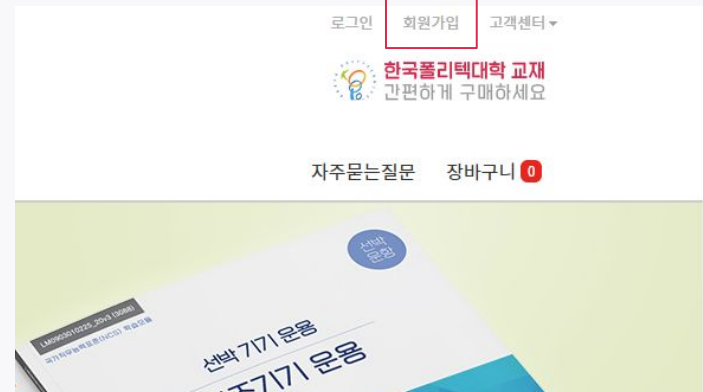 로그인 회원가입 고객센터
한국폴리텍대학 교재
간편하게 구매하세요
자주묻는질문 장바구니 0
선박
운항
LM0903010225_20v3 (3088)
국가직무능력표준(NCS) 학습모듈
선박 기기 운용
운용